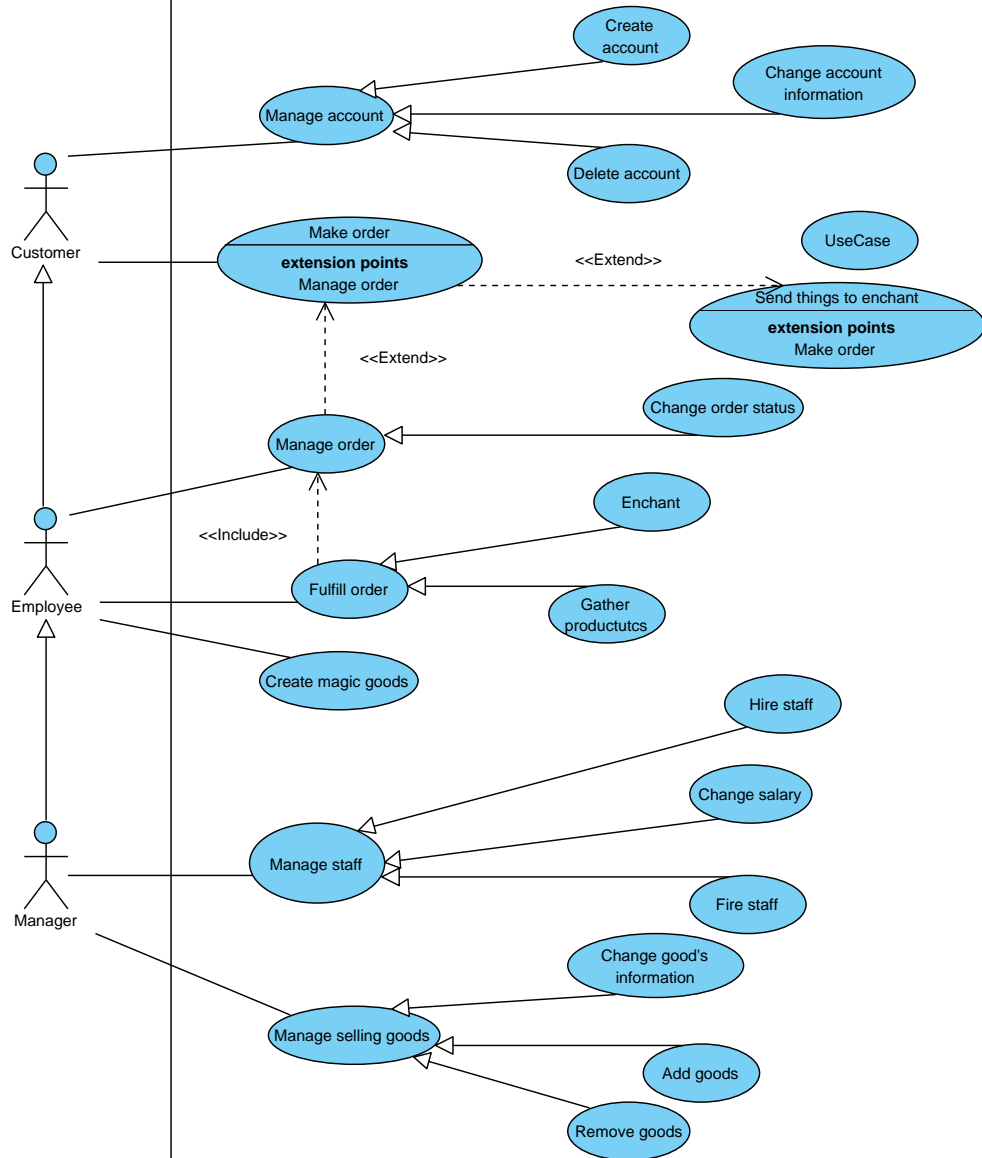 Create
account
Change account
information
Manage account
Delete account
Customer
Make order
extension points
Manage order
<<Extend>>
UseCase
Send things to enchant
extension points
Make order
<<Extend>>
Change order status
Manage order
Enchant
<<Include>>
Fulfill order
Gather
productutcs
Employee
Create magic goods
Hire staff
Change salary
Manage staff
Fire staff
Manager
Change good's
information
Manage selling goods
Add goods
Remove goods